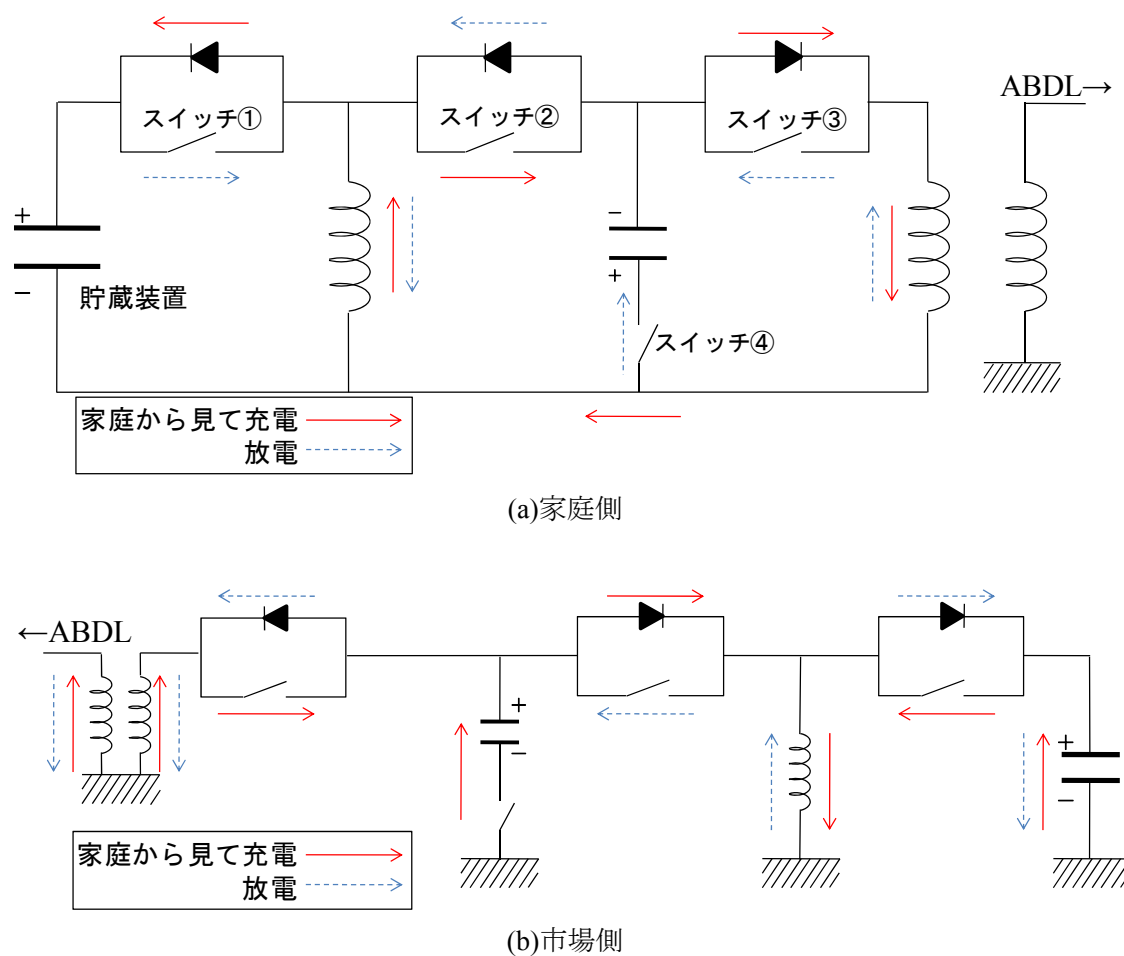 ABDL→
スイッチ①
スイッチ②
スイッチ③
+
−
貯蔵装置
−
+
スイッチ④
家庭から見て充電
放電
(a)家庭側
←ABDL
+
−
+
−
家庭から見て充電
放電
(b)市場側